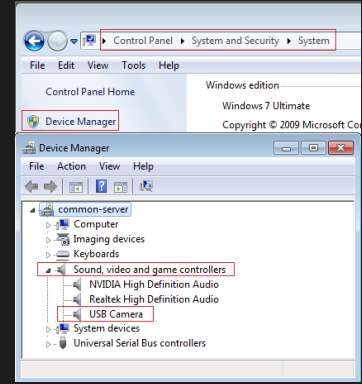 Control Panel ▸ System and Security ▸ System
File Edit View Tools Help
Control Panel Home
Windows edition
Windows 7 Ultimate
Device Manager
Copyright © 2009 Microsoft Co
Device Manager
File Action View Help
common-server
Computer
Imaging devices
Keyboards
Sound, video and game controllers
NVIDIA High Definition Audio
Realtek High Definition Audio
USB Camera
System devices
Universal Serial Bus controllers